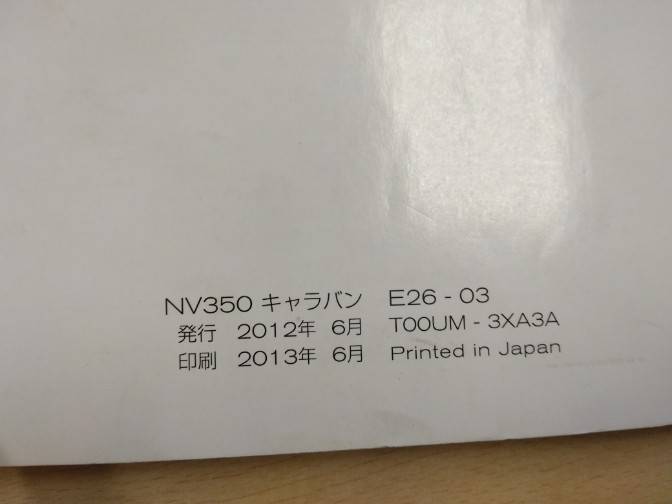 NV350 キャラバン E26 - 03
発行 2012年 6月 T00UM - 3XA3A
印刷 2013年 6月 Printed in Japan